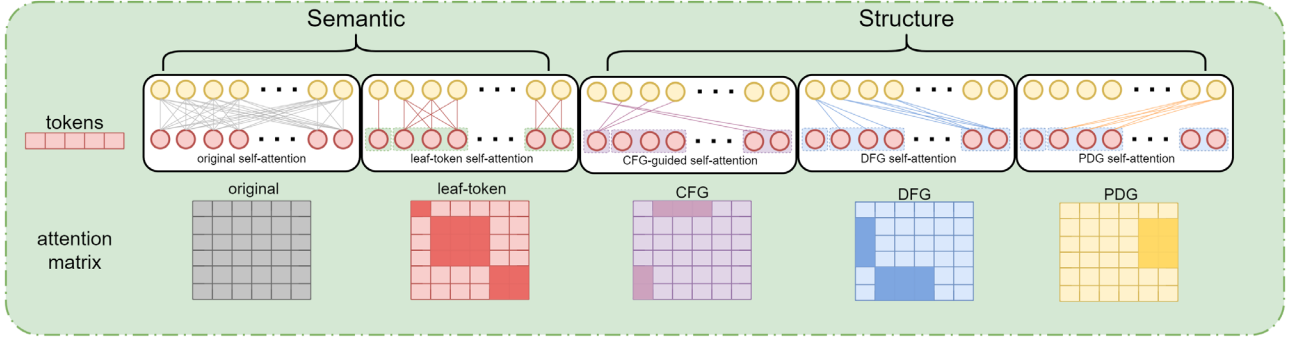 Semantic
Structure
tokens
original self-attention
leaf-token self-attention
CFG-guided self-attention
DFG self-attention
PDG self-attention
original
leaf-token
CFG
DFG
PDG
attention
matrix